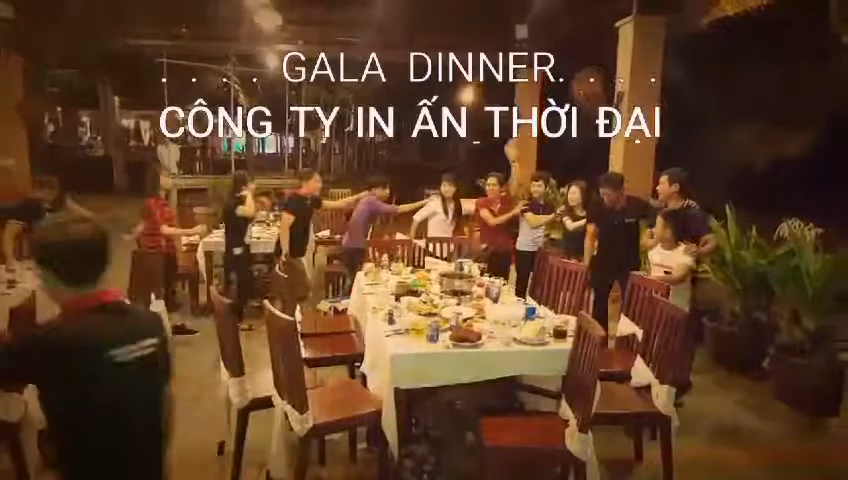 . . . . GALA DINNER. . . . .
CÔNG TY IN ẤN THỜI ĐẠI